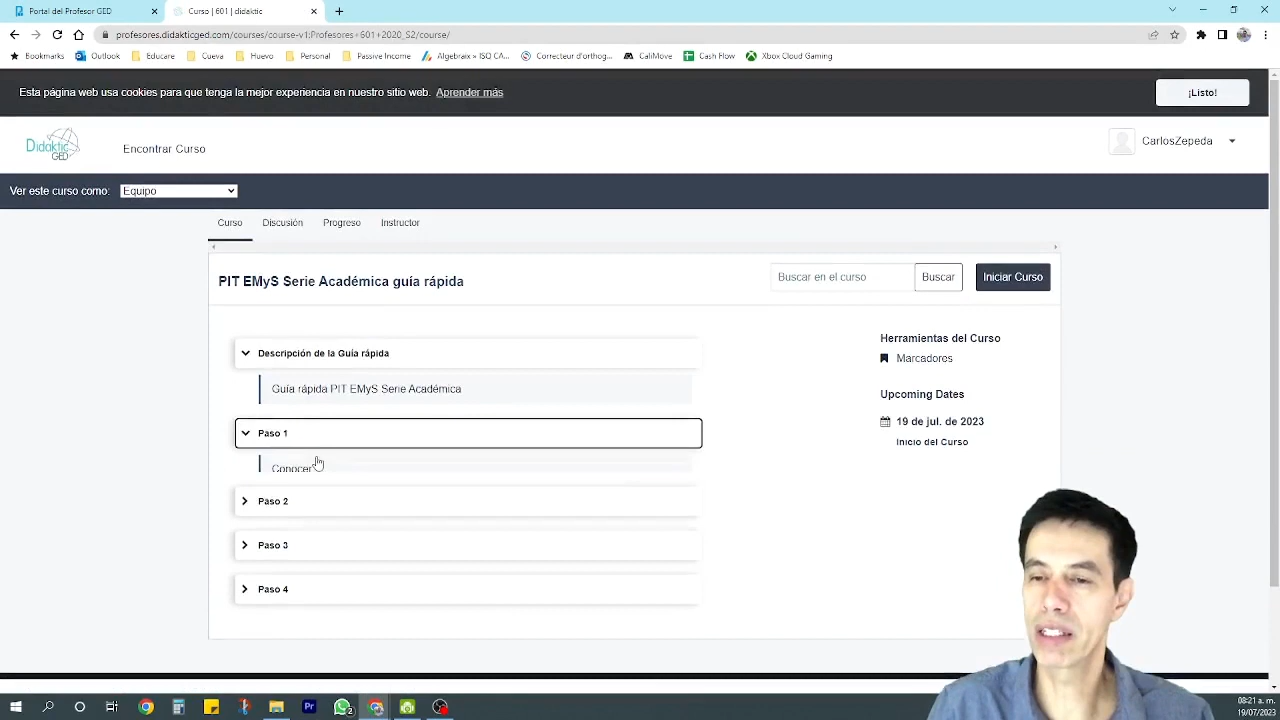 Portal del Profesor GED
Curso | 601 | didaktic
profesores.didakticged.com/courses/course-v1:Profesores+601+2020_S2/course/
Bookmarks
Outlook
Educare
Cueva
Huevo
Personal
Passive Income
Algebraix » ISQ CA...
Correcteur d'orthog...
CaliMove
Cash Flow
Xbox Cloud Gaming
Esta página web usa cookies para que tenga la mejor experiencia en nuestro sitio web. Aprender más
¡Listo!
Didaktic
GED
Encontrar Curso
CarlosZepeda
Ver este curso como:
Equipo
Curso
Discusión
Progreso
Instructor
PIT EMyS Serie Académica guía rápida
Buscar en el curso
Buscar
Iniciar Curso
Descripción de la Guía rápida
Guía rápida PIT EMyS Serie Académica
Paso 1
Conocer
Paso 2
Paso 3
Paso 4
Herramientas del Curso
Marcadores
Upcoming Dates
19 de jul. de 2023
Inicio del Curso
2
08:21 a. m.
19/07/2023